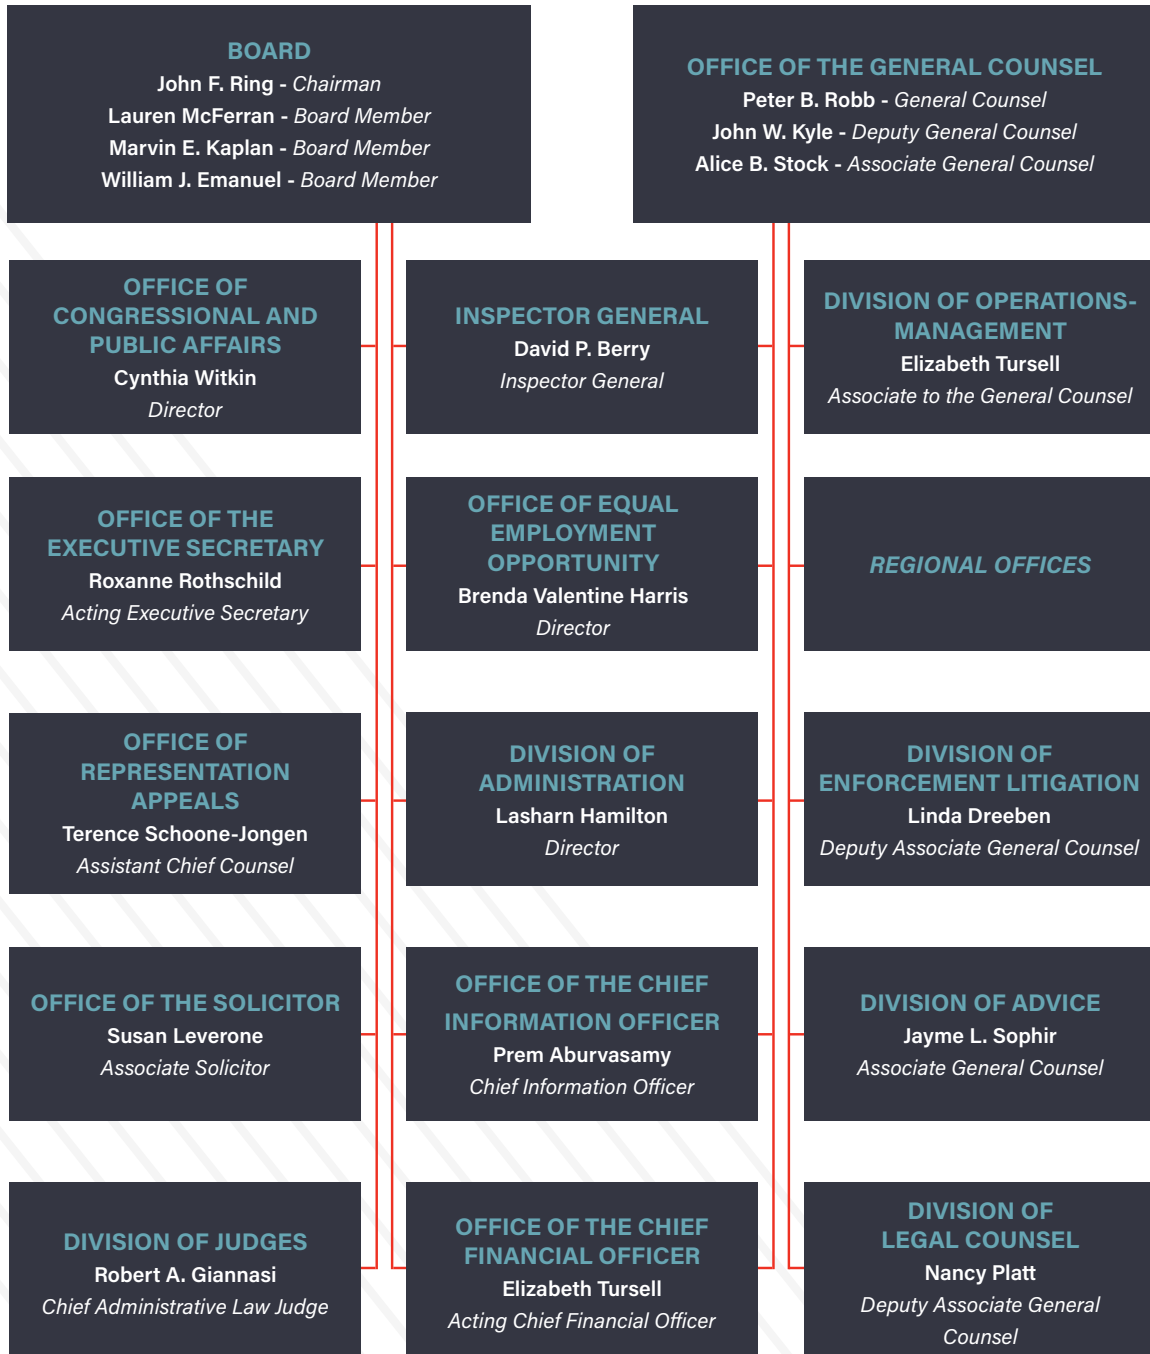 BOARD
John F. Ring - Chairman
Lauren McFerran - Board Member
Marvin E. Kaplan - Board Member
William J. Emanuel - Board Member
OFFICE OF THE GENERAL COUNSEL
Peter B. Robb - General Counsel
John W. Kyle - Deputy General Counsel
Alice B. Stock - Associate General Counsel
OFFICE OF
CONGRESSIONAL AND
PUBLIC AFFAIRS
Cynthia Witkin
Director
INSPECTOR GENERAL
David P. Berry
Inspector General
DIVISION OF OPERATIONS-
MANAGEMENT
Elizabeth Tursell
Associate to the General Counsel
OFFICE OF THE
EXECUTIVE SECRETARY
Roxanne Rothschild
Acting Executive Secretary
OFFICE OF EQUAL
EMPLOYMENT
OPPORTUNITY
Brenda Valentine Harris
Director
REGIONAL OFFICES
OFFICE OF
REPRESENTATION
APPEALS
Terence Schoone-Jongen
Assistant Chief Counsel
DIVISION OF
ADMINISTRATION
Lasharn Hamilton
Director
DIVISION OF
ENFORCEMENT LITIGATION
Linda Dreeben
Deputy Associate General Counsel
OFFICE OF THE SOLICITOR
Susan Leverone
Associate Solicitor
OFFICE OF THE CHIEF
INFORMATION OFFICER
Prem Aburvasamy
Chief Information Officer
DIVISION OF ADVICE
Jayme L. Sophir
Associate General Counsel
DIVISION OF JUDGES
Robert A. Giannasi
Chief Administrative Law Judge
OFFICE OF THE CHIEF
FINANCIAL OFFICER
Elizabeth Tursell
Acting Chief Financial Officer
DIVISION OF
LEGAL COUNSEL
Nancy Platt
Deputy Associate General
Counsel